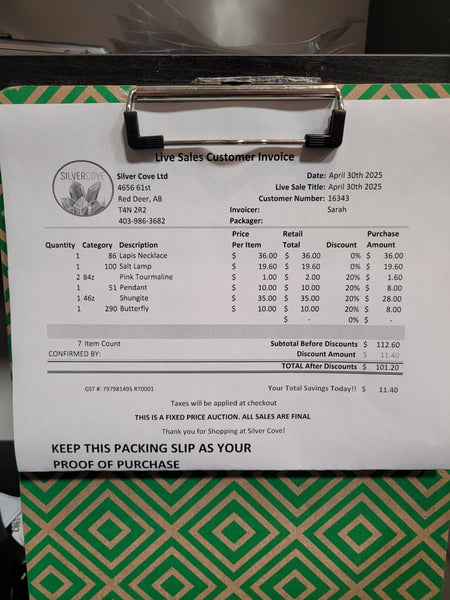 Live Sales Customer Invoice
SILVERCOVE
Silver Cove Ltd
4656 61st
Red Deer, AB
T4N 2R2
403-986-3682
Date: April 30th 2025
Live Sale Title: April 30th 2025
Customer Number: 16343
Invoicer: Sarah
Packager:
Quantity Category Description Price Per Item Retail Total Discount Purchase Amount
1 86 Lapis Necklace $ 36.00 $ 36.00 0% $ 36.00
1 100 Salt Lamp $ 19.60 $ 19.60 0% $ 19.60
2 84z Pink Tourmaline $ 1.00 $ 2.00 20% $ 1.60
1 51 Pendant $ 10.00 $ 10.00 20% $ 8.00
1 46z Shungite $ 35.00 $ 35.00 20% $ 28.00
1 290 Butterfly $ 10.00 $ 10.00 20% $ 8.00
$ - 0% $ -
7 Item Count Subtotal Before Discounts $ 112.60
CONFIRMED BY: Discount Amount $ 11.40
TOTAL After Discounts $ 101.20
GST #: 797981495 RT0001 Your Total Savings Today!! $ 11.40
Taxes will be applied at checkout
THIS IS A FIXED PRICE AUCTION. ALL SALES ARE FINAL
Thank you for Shopping at Silver Cove!
KEEP THIS PACKING SLIP AS YOUR
PROOF OF PURCHASE